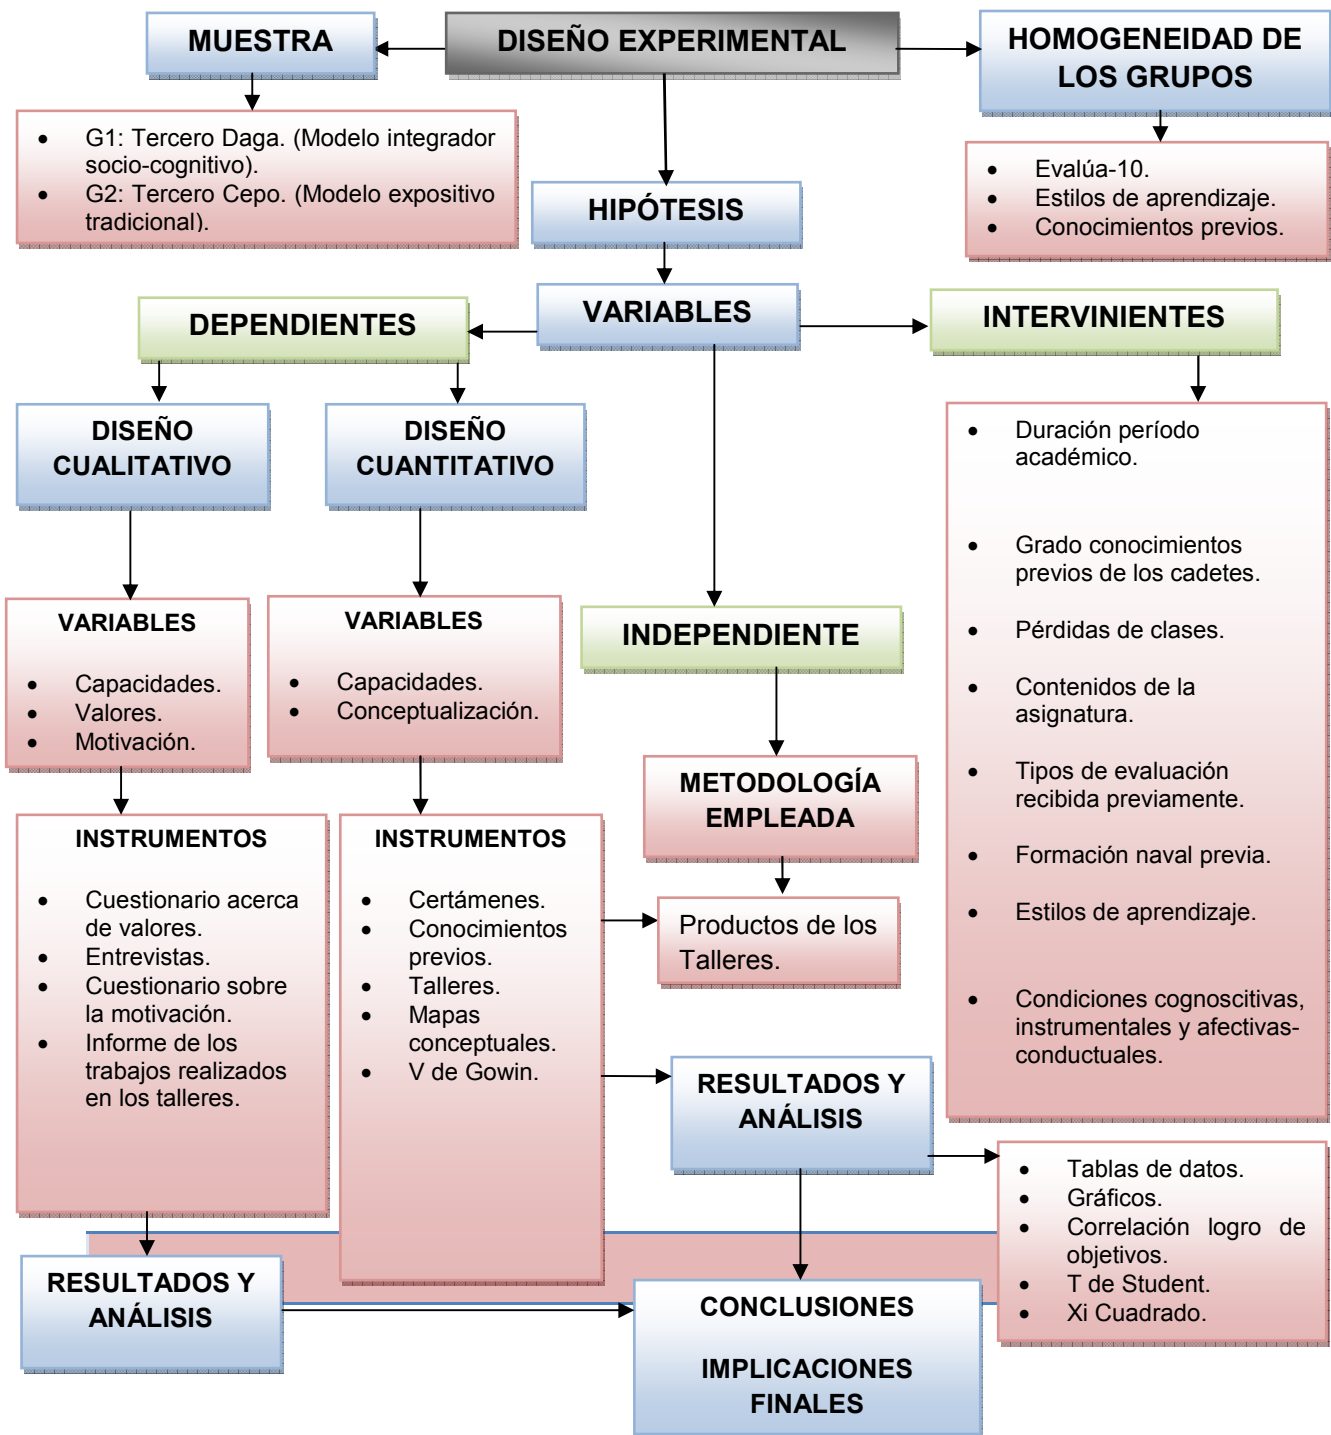 MUESTRA
DISEÑO EXPERIMENTAL
HOMOGENEIDAD DE
LOS GRUPOS
• G1: Tercero Daga. (Modelo integrador
socio-cognitivo).
• G2: Tercero Cepo. (Modelo expositivo
tradicional).
• Evalúa-10.
• Estilos de aprendizaje.
• Conocimientos previos.
HIPÓTESIS
VARIABLES
DEPENDIENTES
INTERVINIENTES
DISEÑO
CUALITATIVO
DISEÑO
CUANTITATIVO
• Duración período
académico.
• Grado conocimientos
previos de los cadetes.
• Pérdidas de clases.
• Contenidos de la
asignatura.
• Tipos de evaluación
recibida previamente.
• Formación naval previa.
• Estilos de aprendizaje.
• Condiciones cognoscitivas,
instrumentales y afectivas-
conductuales.
VARIABLES
• Capacidades.
• Valores.
• Motivación.
VARIABLES
• Capacidades.
• Conceptualización.
INDEPENDIENTE
METODOLOGÍA
EMPLEADA
INSTRUMENTOS
• Cuestionario acerca
de valores.
• Entrevistas.
• Cuestionario sobre
la motivación.
• Informe de los
trabajos realizados
en los talleres.
INSTRUMENTOS
• Certámenes.
• Conocimientos
previos.
• Talleres.
• Mapas
conceptuales.
• V de Gowin.
Productos de los
Talleres.
RESULTADOS Y
ANÁLISIS
• Tablas de datos.
• Gráficos.
• Correlación logro de
objetivos.
• T de Student.
• Xi Cuadrado.
RESULTADOS Y
ANÁLISIS
CONCLUSIONES
IMPLICACIONES
FINALES